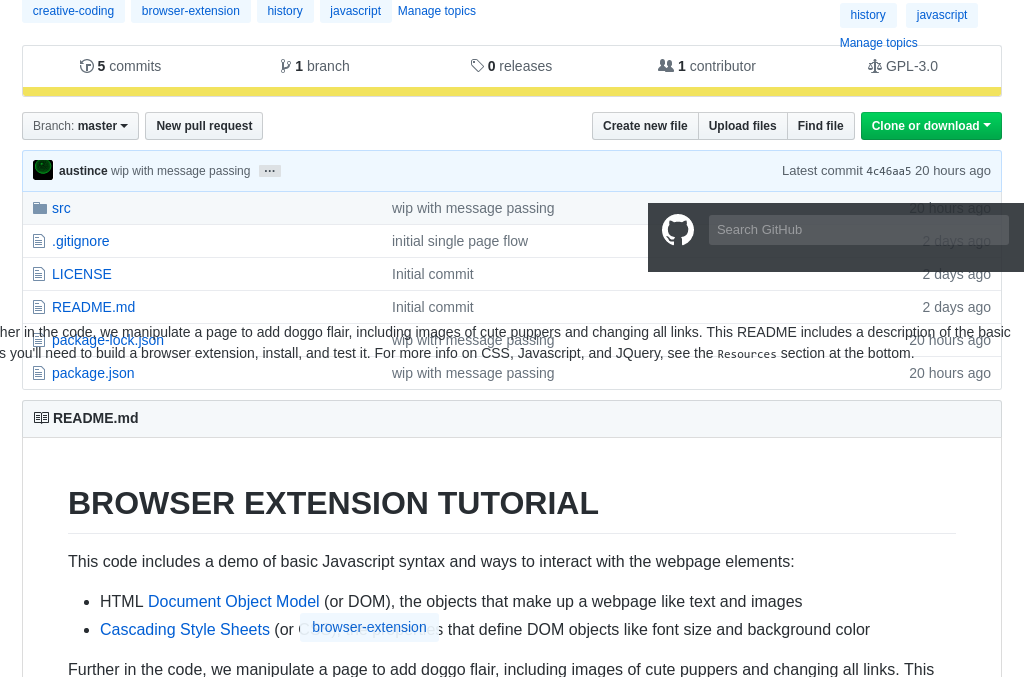 creative-coding browser-extension history javascript Manage topics
history javascript
Manage topics
5 commits 1 branch 0 releases 1 contributor GPL-3.0
Branch: master New pull request Create new file Upload files Find file Clone or download
austince wip with message passing ... Latest commit 4c46aa5 20 hours ago
src wip with message passing 20 hours ago
Search GitHub
.gitignore initial single page flow 2 days ago
LICENSE Initial commit 2 days ago
README.md Initial commit 2 days ago
her in the code, we manipulate a page to add doggo flair, including images of cute puppers and changing all links. This README includes a description of the basic
package-lock.json wip with message passing 20 hours ago
s you'll need to build a browser extension, install, and test it. For more info on CSS, Javascript, and JQuery, see the Resources section at the bottom.
package.json wip with message passing 20 hours ago
README.md
BROWSER EXTENSION TUTORIAL
This code includes a demo of basic Javascript syntax and ways to interact with the webpage elements:
HTML Document Object Model (or DOM), the objects that make up a webpage like text and images
Cascading Style Sheets (or that define DOM objects like font size and background color
browser-extension
Further in the code, we manipulate a page to add doggo flair, including images of cute puppers and changing all links. This